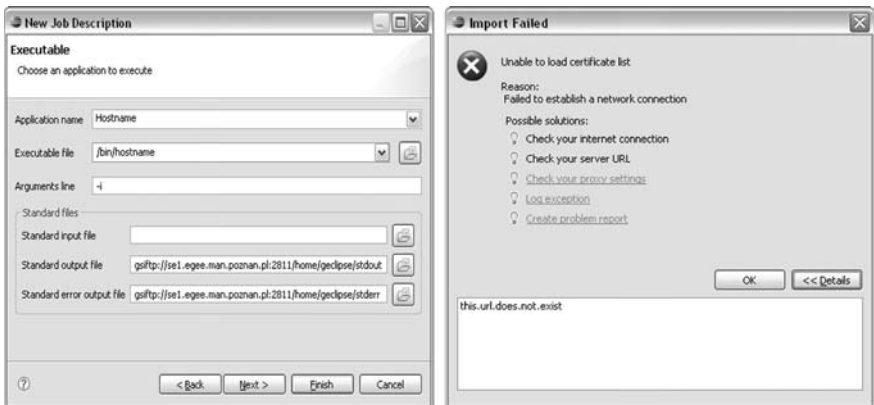 New Job Description
Executable
Choose an application to execute
Application name Hostname
Executable file /bin/hostname
Arguments line -i
Standard files
Standard input file
Standard output file gsiftp://se1.egee.man.poznan.pl:2811/home/geclipse/stdout
Standard error output file gsiftp://se1.egee.man.poznan.pl:2811/home/geclipse/stderr
< Back Next > Finish Cancel
Import Failed
Unable to load certificate list
Reason:
Failed to establish a network connection
Possible solutions:
Check your internet connection
Check your server URL
Check your proxy settings
Log exception
Create problem report
OK << Details
this.url.does.not.exist